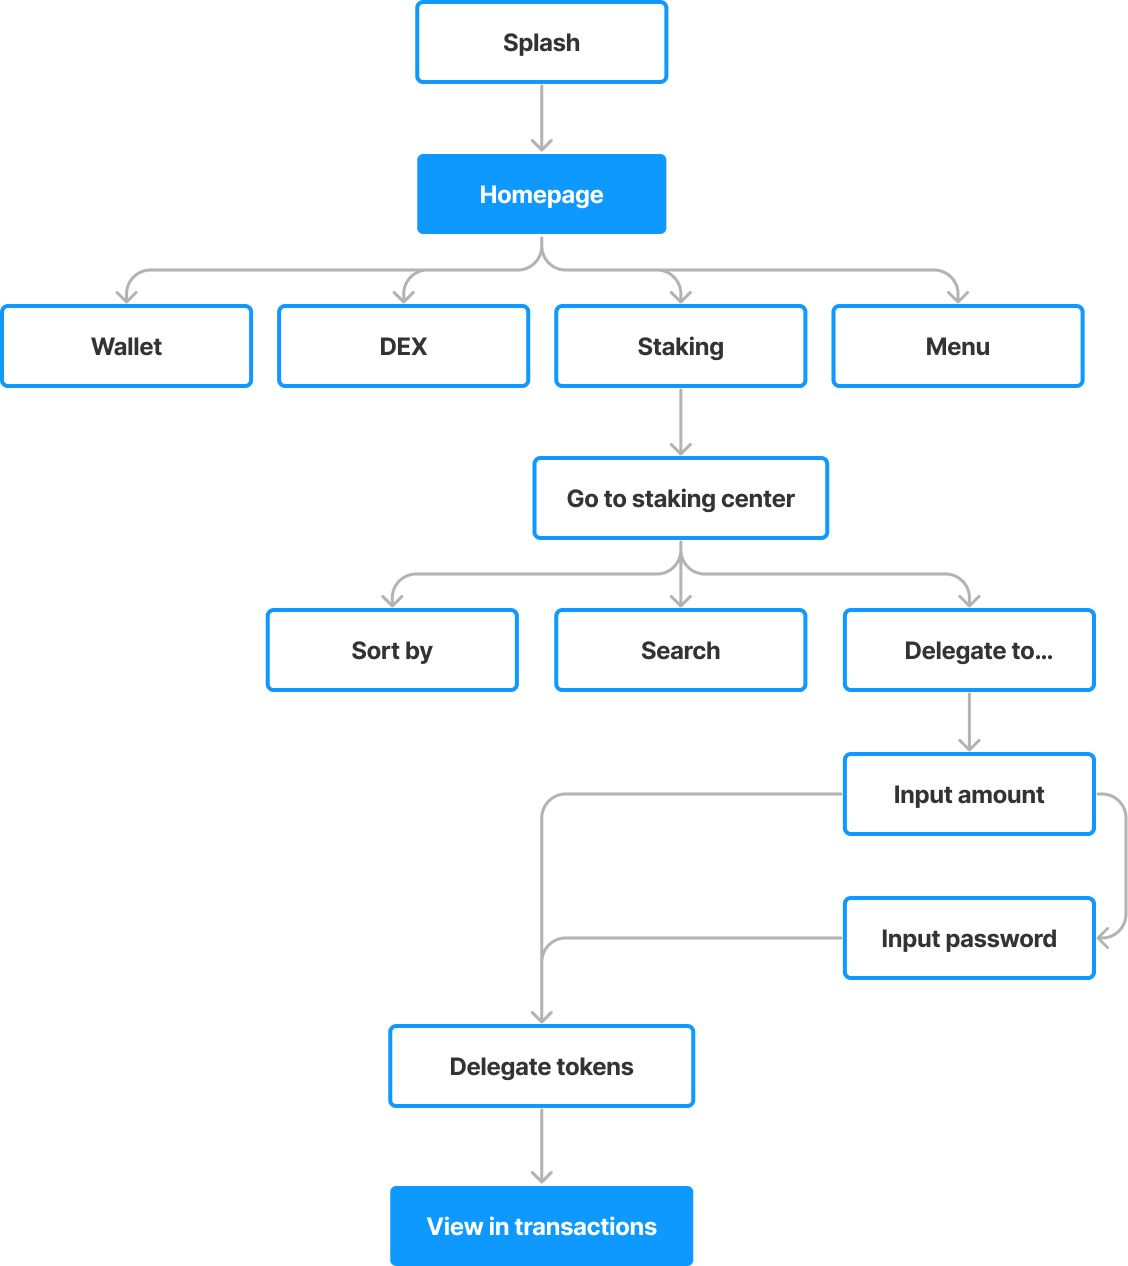 Splash
Homepage
Wallet
DEX
Staking
Menu
Go to staking center
Sort by
Search
Delegate to...
Input amount
Input password
Delegate tokens
View in transactions